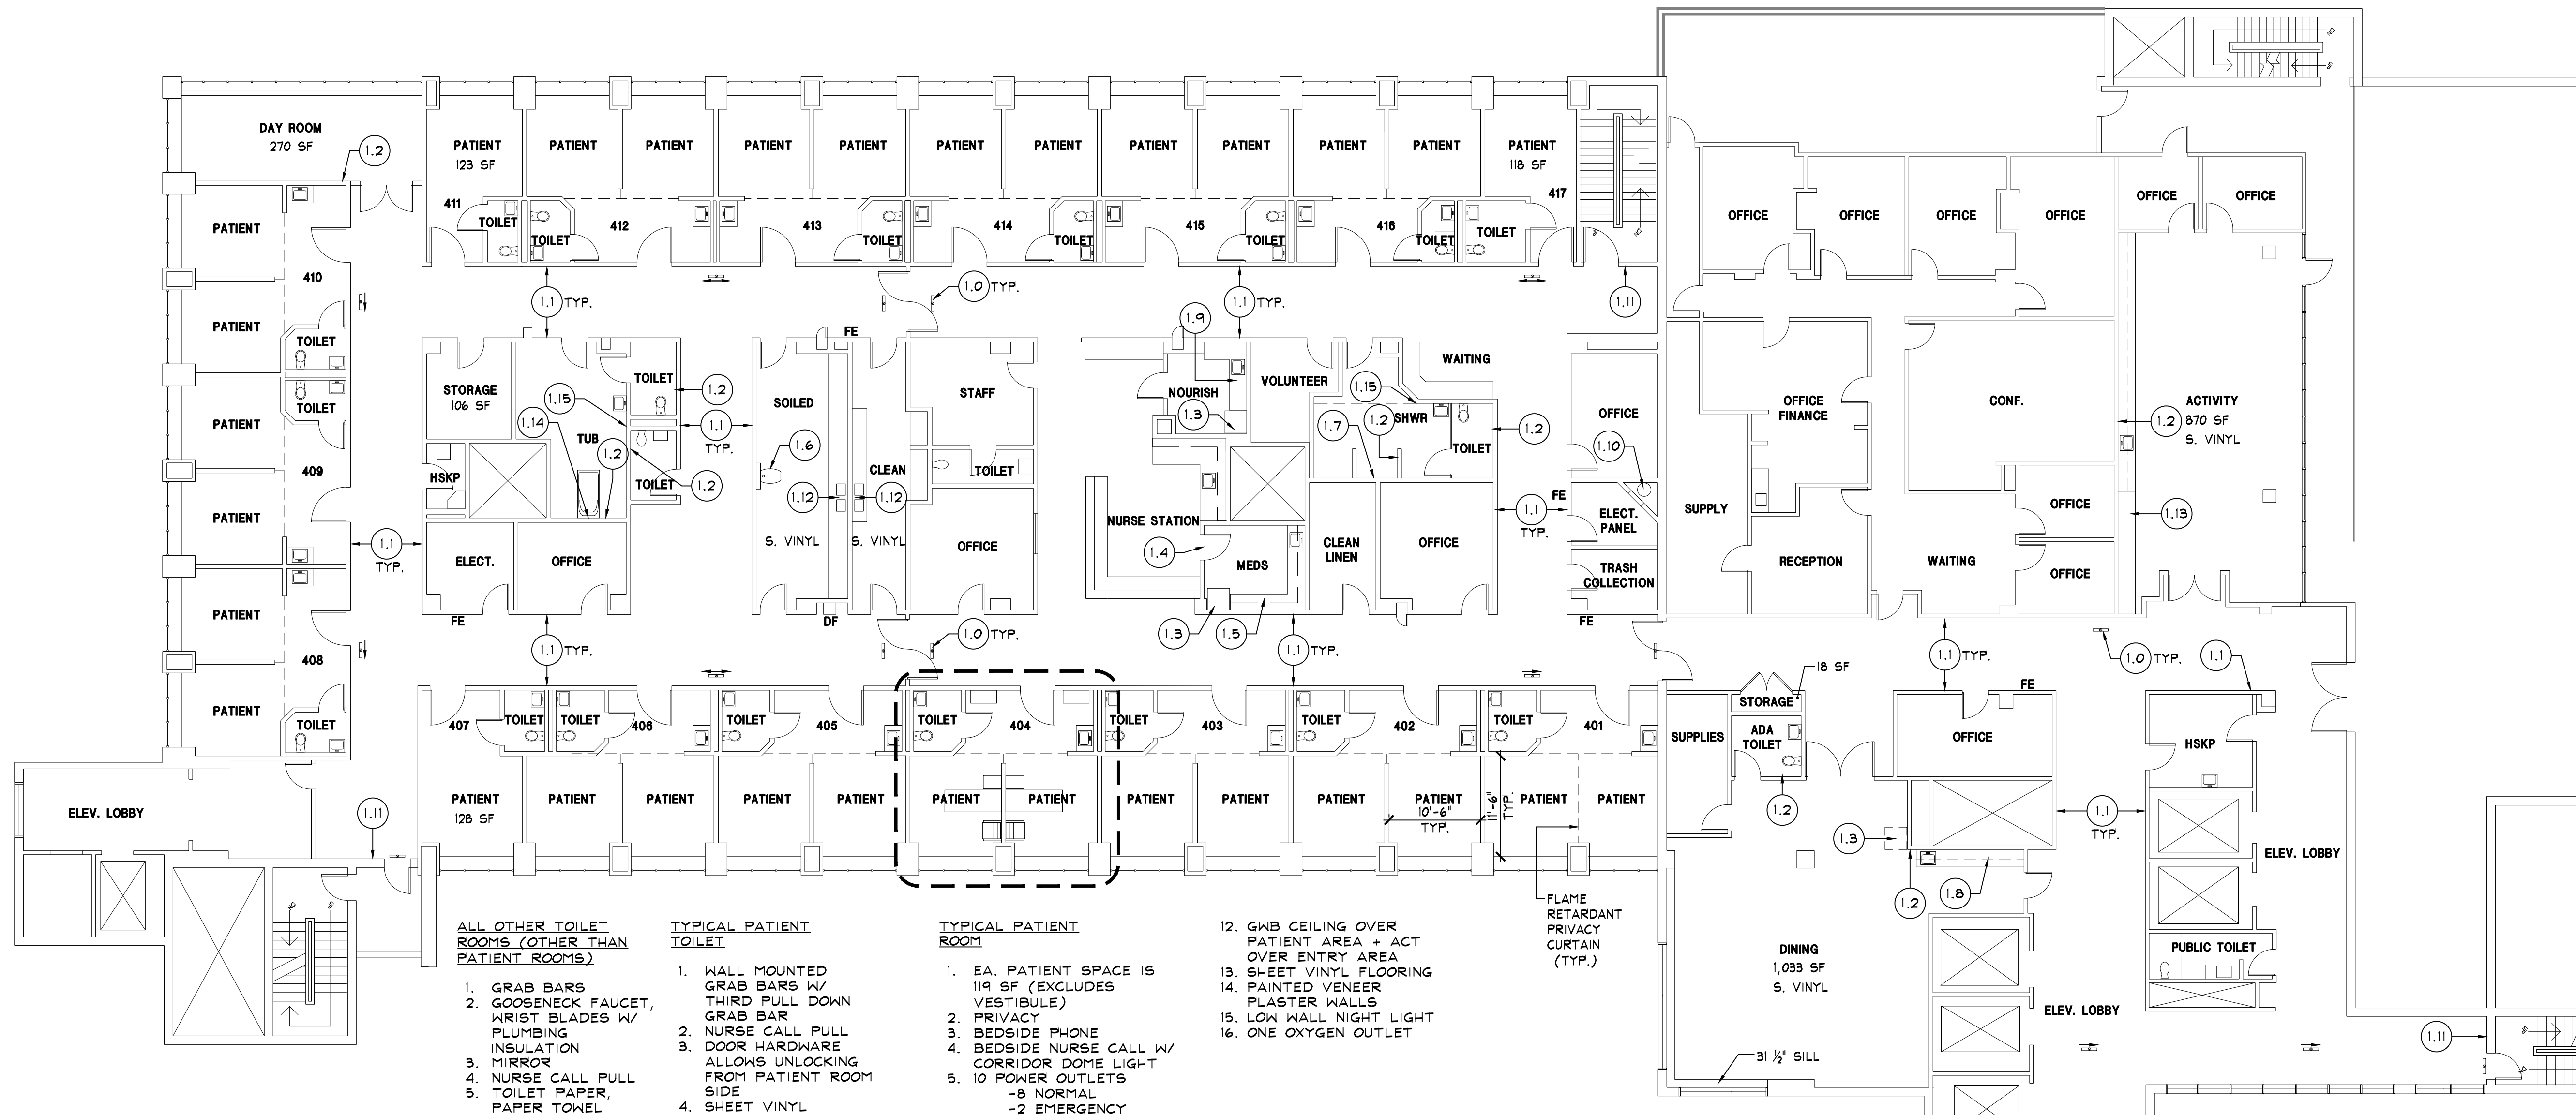 DAY ROOM
270 SF
1.2
PATIENT
123 SF
PATIENT
PATIENT
PATIENT
PATIENT
PATIENT
PATIENT
PATIENT
PATIENT
PATIENT
PATIENT
PATIENT
118 SF
411
TOILET
TOILET
412
413
TOILET
414
TOILET
415
TOILET
416
TOILET
TOILET
417
PATIENT
410
PATIENT
TOILET
PATIENT
TOILET
409
PATIENT
PATIENT
408
PATIENT
TOILET
1.1 TYP.
1.0 TYP.
1.1 TYP.
1.11
1.1
TYP.
STORAGE
106 SF
HSKP
ELECT.
OFFICE
FE
TUB
1.14
1.15
1.2
1.2
TOILET
1.2
TOILET
1.1
TYP.
SOILED
1.6
1.12
S. VINYL
DF
FE
CLEAN
1.12
S. VINYL
STAFF
TOILET
OFFICE
1.9
NOURISH
1.3
NURSE STATION
1.4
MEDS
1.3
1.5
VOLUNTEER
1.15
1.7
1.2
SHWR
TOILET
1.2
WAITING
CLEAN
LINEN
OFFICE
1.1
TYP.
OFFICE
1.10
FE
ELECT.
PANEL
TRASH
COLLECTION
FE
1.1 TYP.
1.0 TYP.
1.1 TYP.
OFFICE
OFFICE
OFFICE
OFFICE
OFFICE
OFFICE
SUPPLY
OFFICE
FINANCE
RECEPTION
CONF.
WAITING
OFFICE
OFFICE
ACTIVITY
870 SF
S. VINYL
1.2
1.13
1.1 TYP.
1.0 TYP.
1.1
407
TOILET
TOILET
406
TOILET
405
TOILET
404
TOILET
403
TOILET
402
TOILET
401
PATIENT
128 SF
PATIENT
PATIENT
PATIENT
PATIENT
PATIENT
PATIENT
PATIENT
PATIENT
PATIENT
PATIENT
PATIENT
PATIENT
10'-6"
TYP.
11'-6"
TYP.
18 SF
STORAGE
SUPPLIES
ADA
TOILET
1.2
OFFICE
FE
1.3
1.2
1.8
1.1
TYP.
HSKP
ELEV. LOBBY
PUBLIC TOILET
ELEV. LOBBY
1.11
DINING
1,033 SF
S. VINYL
31 ½" SILL
ELEV. LOBBY
1.11
FLAME
RETARDANT
PRIVACY
CURTAIN
(TYP.)
ALL OTHER TOILET
ROOMS (OTHER THAN
PATIENT ROOMS)
1. GRAB BARS
2. GOOSENECK FAUCET,
WRIST BLADES W/
PLUMBING
INSULATION
3. MIRROR
4. NURSE CALL PULL
5. TOILET PAPER,
PAPER TOWEL
TYPICAL PATIENT
TOILET
1. WALL MOUNTED
GRAB BARS W/
THIRD PULL DOWN
GRAB BAR
2. NURSE CALL PULL
3. DOOR HARDWARE
ALLOWS UNLOCKING
FROM PATIENT ROOM
SIDE
4. SHEET VINYL
TYPICAL PATIENT
ROOM
1. EA. PATIENT SPACE IS
119 SF (EXCLUDES
VESTIBULE)
2. PRIVACY
3. BEDSIDE PHONE
4. BEDSIDE NURSE CALL W/
CORRIDOR DOME LIGHT
5. 10 POWER OUTLETS
-8 NORMAL
-2 EMERGENCY
12. GWB CEILING OVER
PATIENT AREA + ACT
OVER ENTRY AREA
13. SHEET VINYL FLOORING
14. PAINTED VENEER
PLASTER WALLS
15. LOW WALL NIGHT LIGHT
16. ONE OXYGEN OUTLET